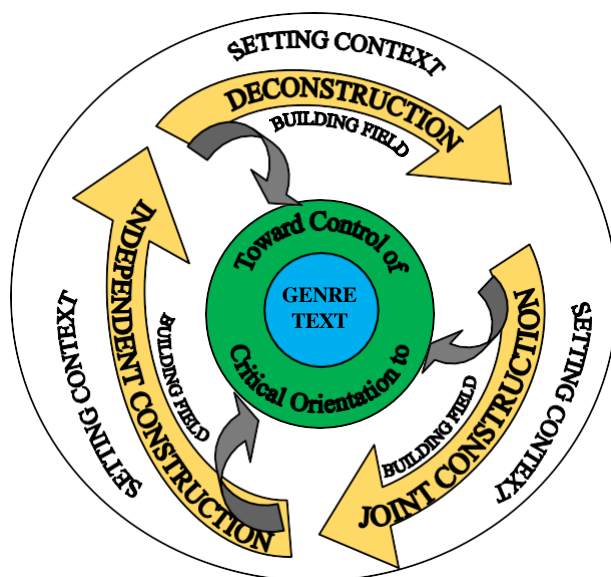 SETTING CONTEXT
DECONSTRUCTION
BUILDING FIELD
Toward Control of
GENRE
TEXT
Critical Orientation to
SETTING CONTEXT
JOINT CONSTRUCTION
BUILDING FIELD
SETTING CONTEXT
INDEPENDENT CONSTRUCTION
BUILDING FIELD